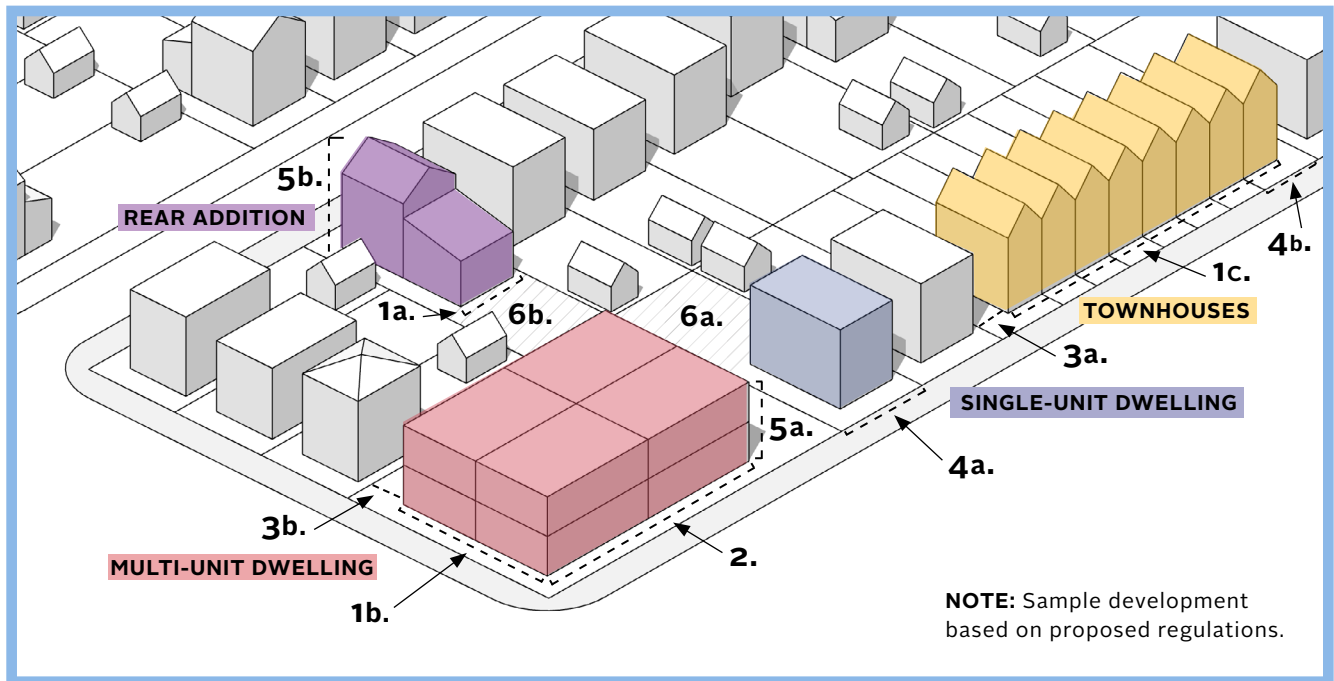 5b.
REAR ADDITION
4b.
1c.
1a.
6b.
6a.
TOWNHOUSES
3a.
SINGLE-UNIT DWELLING
5a.
4a.
3b.
2.
MULTI-UNIT DWELLING
1b.
NOTE: Sample development
based on proposed regulations.